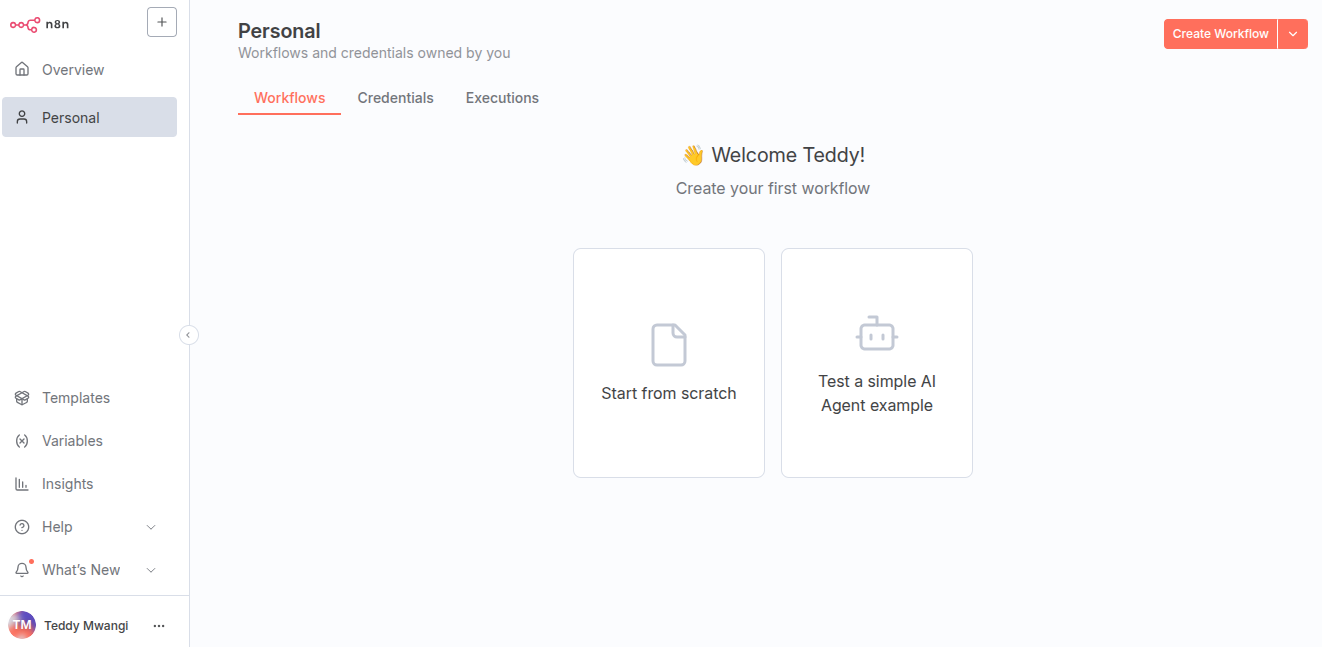 n8n
Overview
Personal
Templates
Variables
Insights
Help
What's New
TM
Teddy Mwangi
Personal
Workflows and credentials owned by you
Create Workflow
Workflows Credentials Executions
👋 Welcome Teddy!
Create your first workflow
Start from scratch
Test a simple AI
Agent example